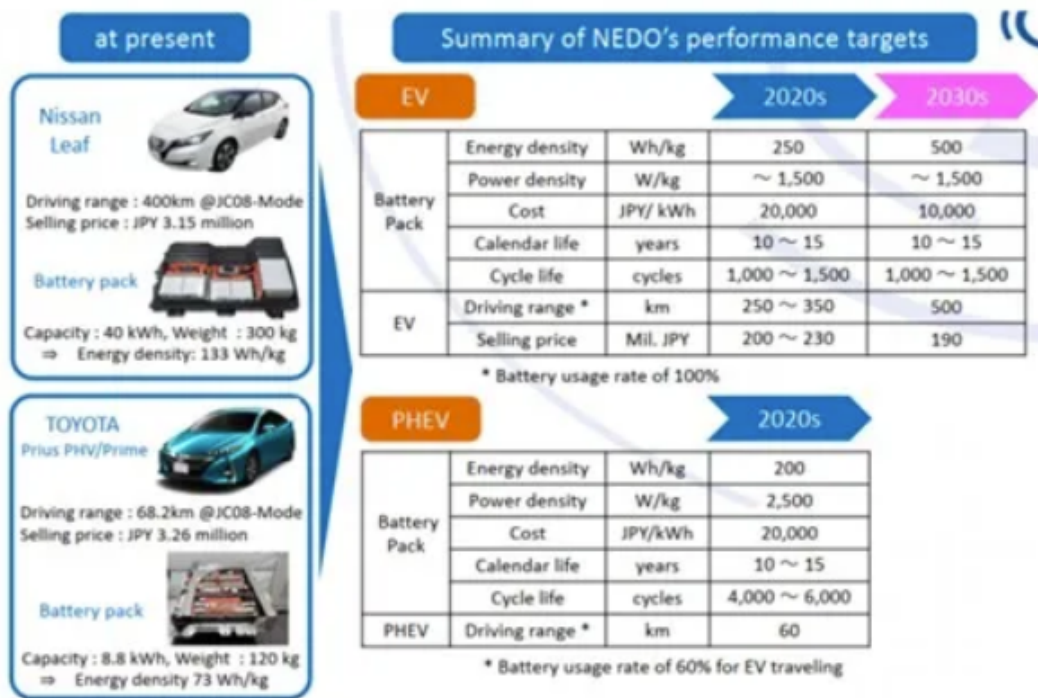 at present
Summary of NEDO's performance targets
Nissan
Leaf
Driving range : 400km @JC08-Mode
Selling price : JPY 3.15 million
Battery pack
Capacity : 40 kWh, Weight : 300 kg
⇒ Energy density: 133 Wh/kg
TOYOTA
Prius PHV/Prime
Driving range : 68.2km @JC08-Mode
Selling price : JPY 3.26 million
Battery pack
Capacity : 8.8 kWh, Weight : 120 kg
⇒ Energy density 73 Wh/kg
EV 2020s 2030s
Battery Pack
Energy density Wh/kg 250 500
Power density W/kg ～ 1,500 ～ 1,500
Cost JPY/ kWh 20,000 10,000
Calendar life years 10 ～ 15 10 ～ 15
Cycle life cycles 1,000 ～ 1,500 1,000 ～ 1,500
EV
Driving range * km 250 ～ 350 500
Selling price Mil. JPY 200 ～ 230 190
* Battery usage rate of 100%
PHEV 2020s
Battery Pack
Energy density Wh/kg 200
Power density W/kg 2,500
Cost JPY/kWh 20,000
Calendar life years 10 ～ 15
Cycle life cycles 4,000 ～ 6,000
PHEV Driving range * km 60
* Battery usage rate of 60% for EV traveling